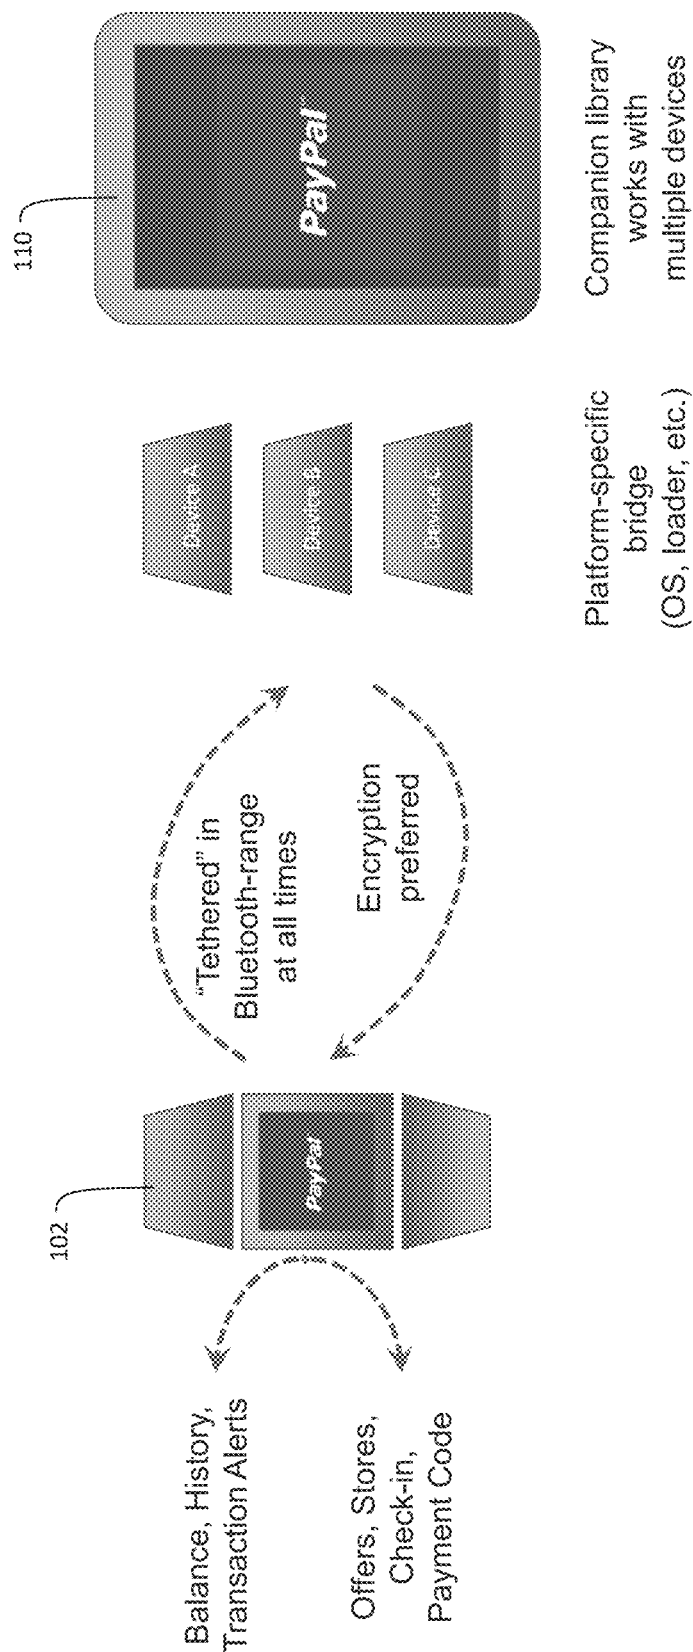 110
PayPal
Companion library
works with
multiple devices
Device A
Device B
Device C
Platform-specific
bridge
(OS, loader, etc.)
"Tethered" in
Bluetooth-range
at all times
Encryption
preferred
102
PayPal
Balance, History,
Transaction Alerts
Offers, Stores,
Check-in,
Payment Code